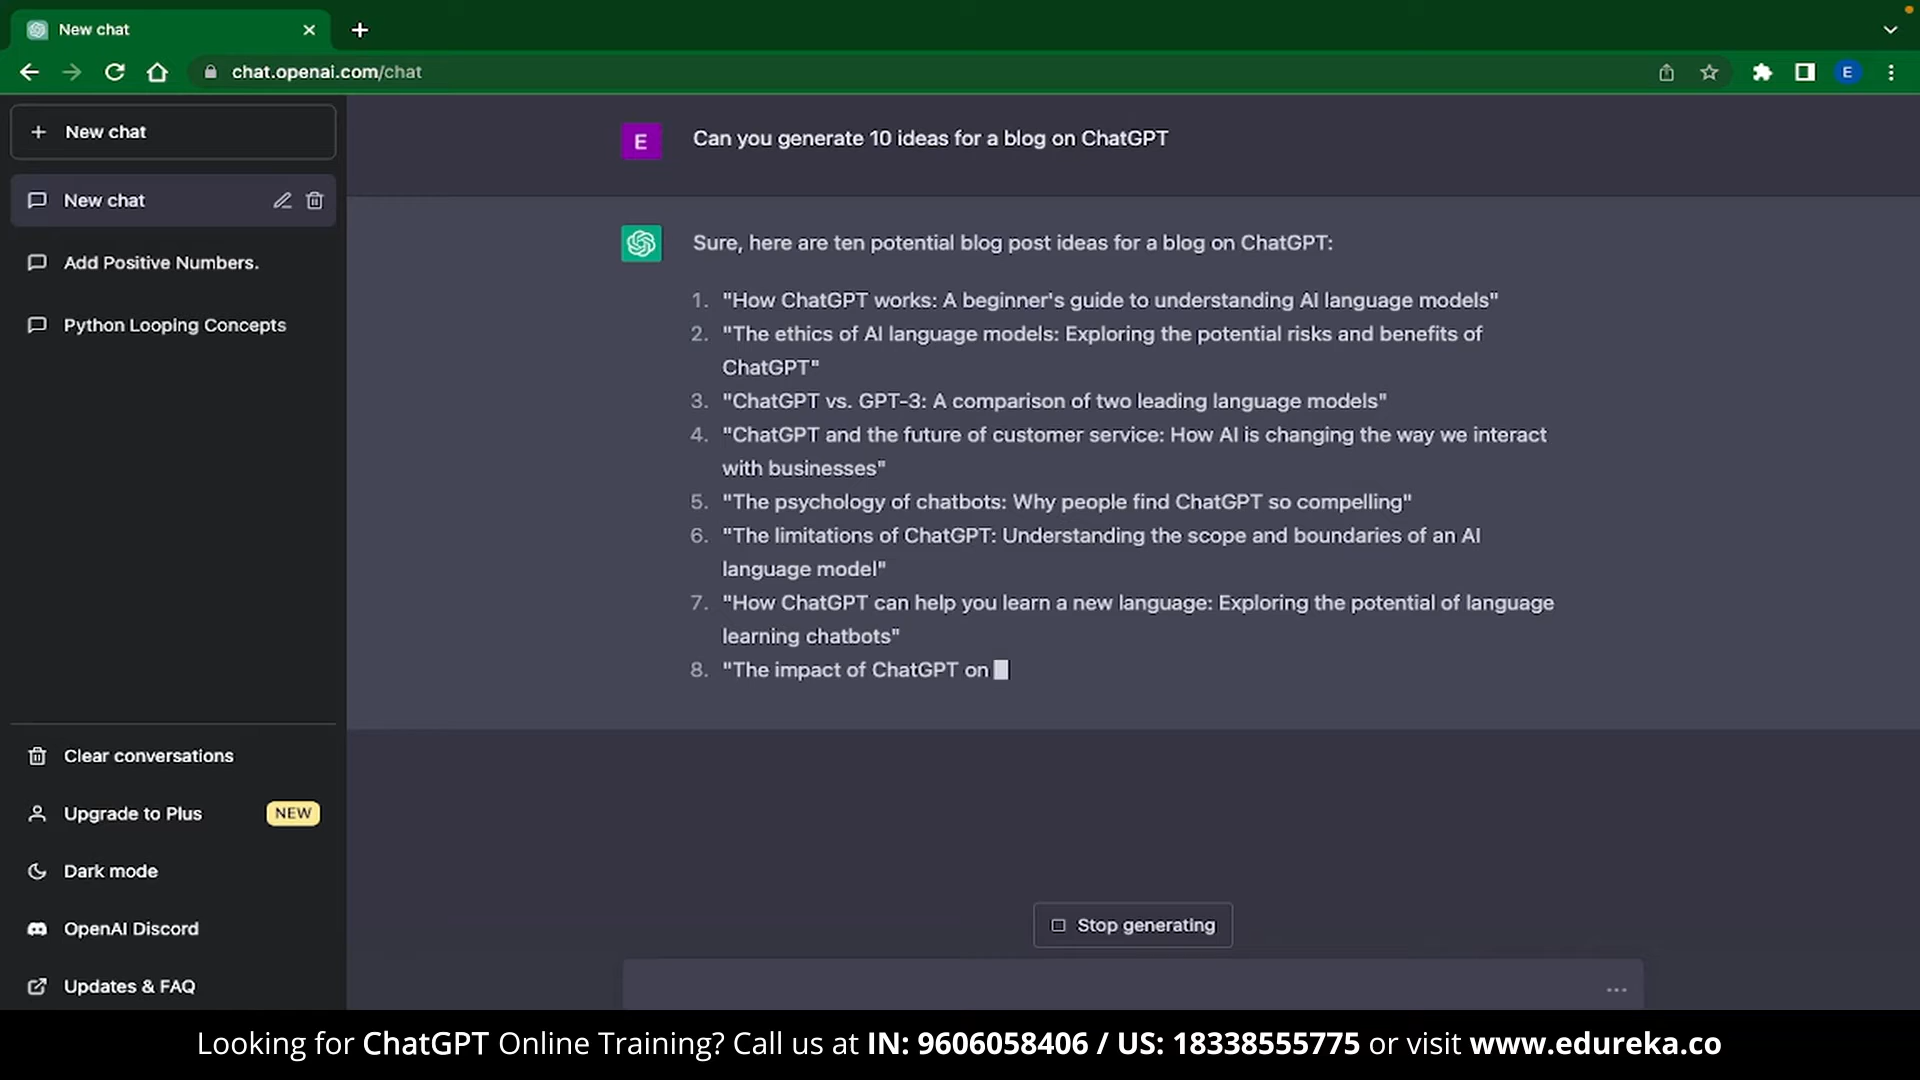 New chat
chat.openai.com/chat
E
New chat
New chat
Add Positive Numbers.
Python Looping Concepts
Clear conversations
Upgrade to Plus NEW
Dark mode
OpenAI Discord
Updates & FAQ
E Can you generate 10 ideas for a blog on ChatGPT
Sure, here are ten potential blog post ideas for a blog on ChatGPT:
1. "How ChatGPT works: A beginner's guide to understanding AI language models"
2. "The ethics of AI language models: Exploring the potential risks and benefits of
ChatGPT"
3. "ChatGPT vs. GPT-3: A comparison of two leading language models"
4. "ChatGPT and the future of customer service: How AI is changing the way we interact
with businesses"
5. "The psychology of chatbots: Why people find ChatGPT so compelling"
6. "The limitations of ChatGPT: Understanding the scope and boundaries of an AI
language model"
7. "How ChatGPT can help you learn a new language: Exploring the potential of language
learning chatbots"
8. "The impact of ChatGPT on
Stop generating
Looking for ChatGPT Online Training? Call us at IN: 9606058406 / US: 18338555775 or visit www.edureka.co